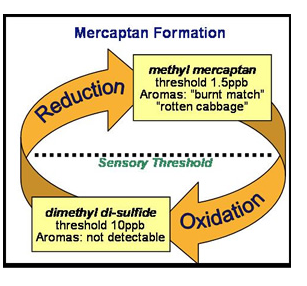 Mercaptan Formation
Reduction
methyl mercaptan
threshold 1.5ppb
Aromas: "burnt match"
"rotten cabbage"
Sensory Threshold
dimethyl di-sulfide
threshold 10ppb
Aromas: not detectable
Oxidation